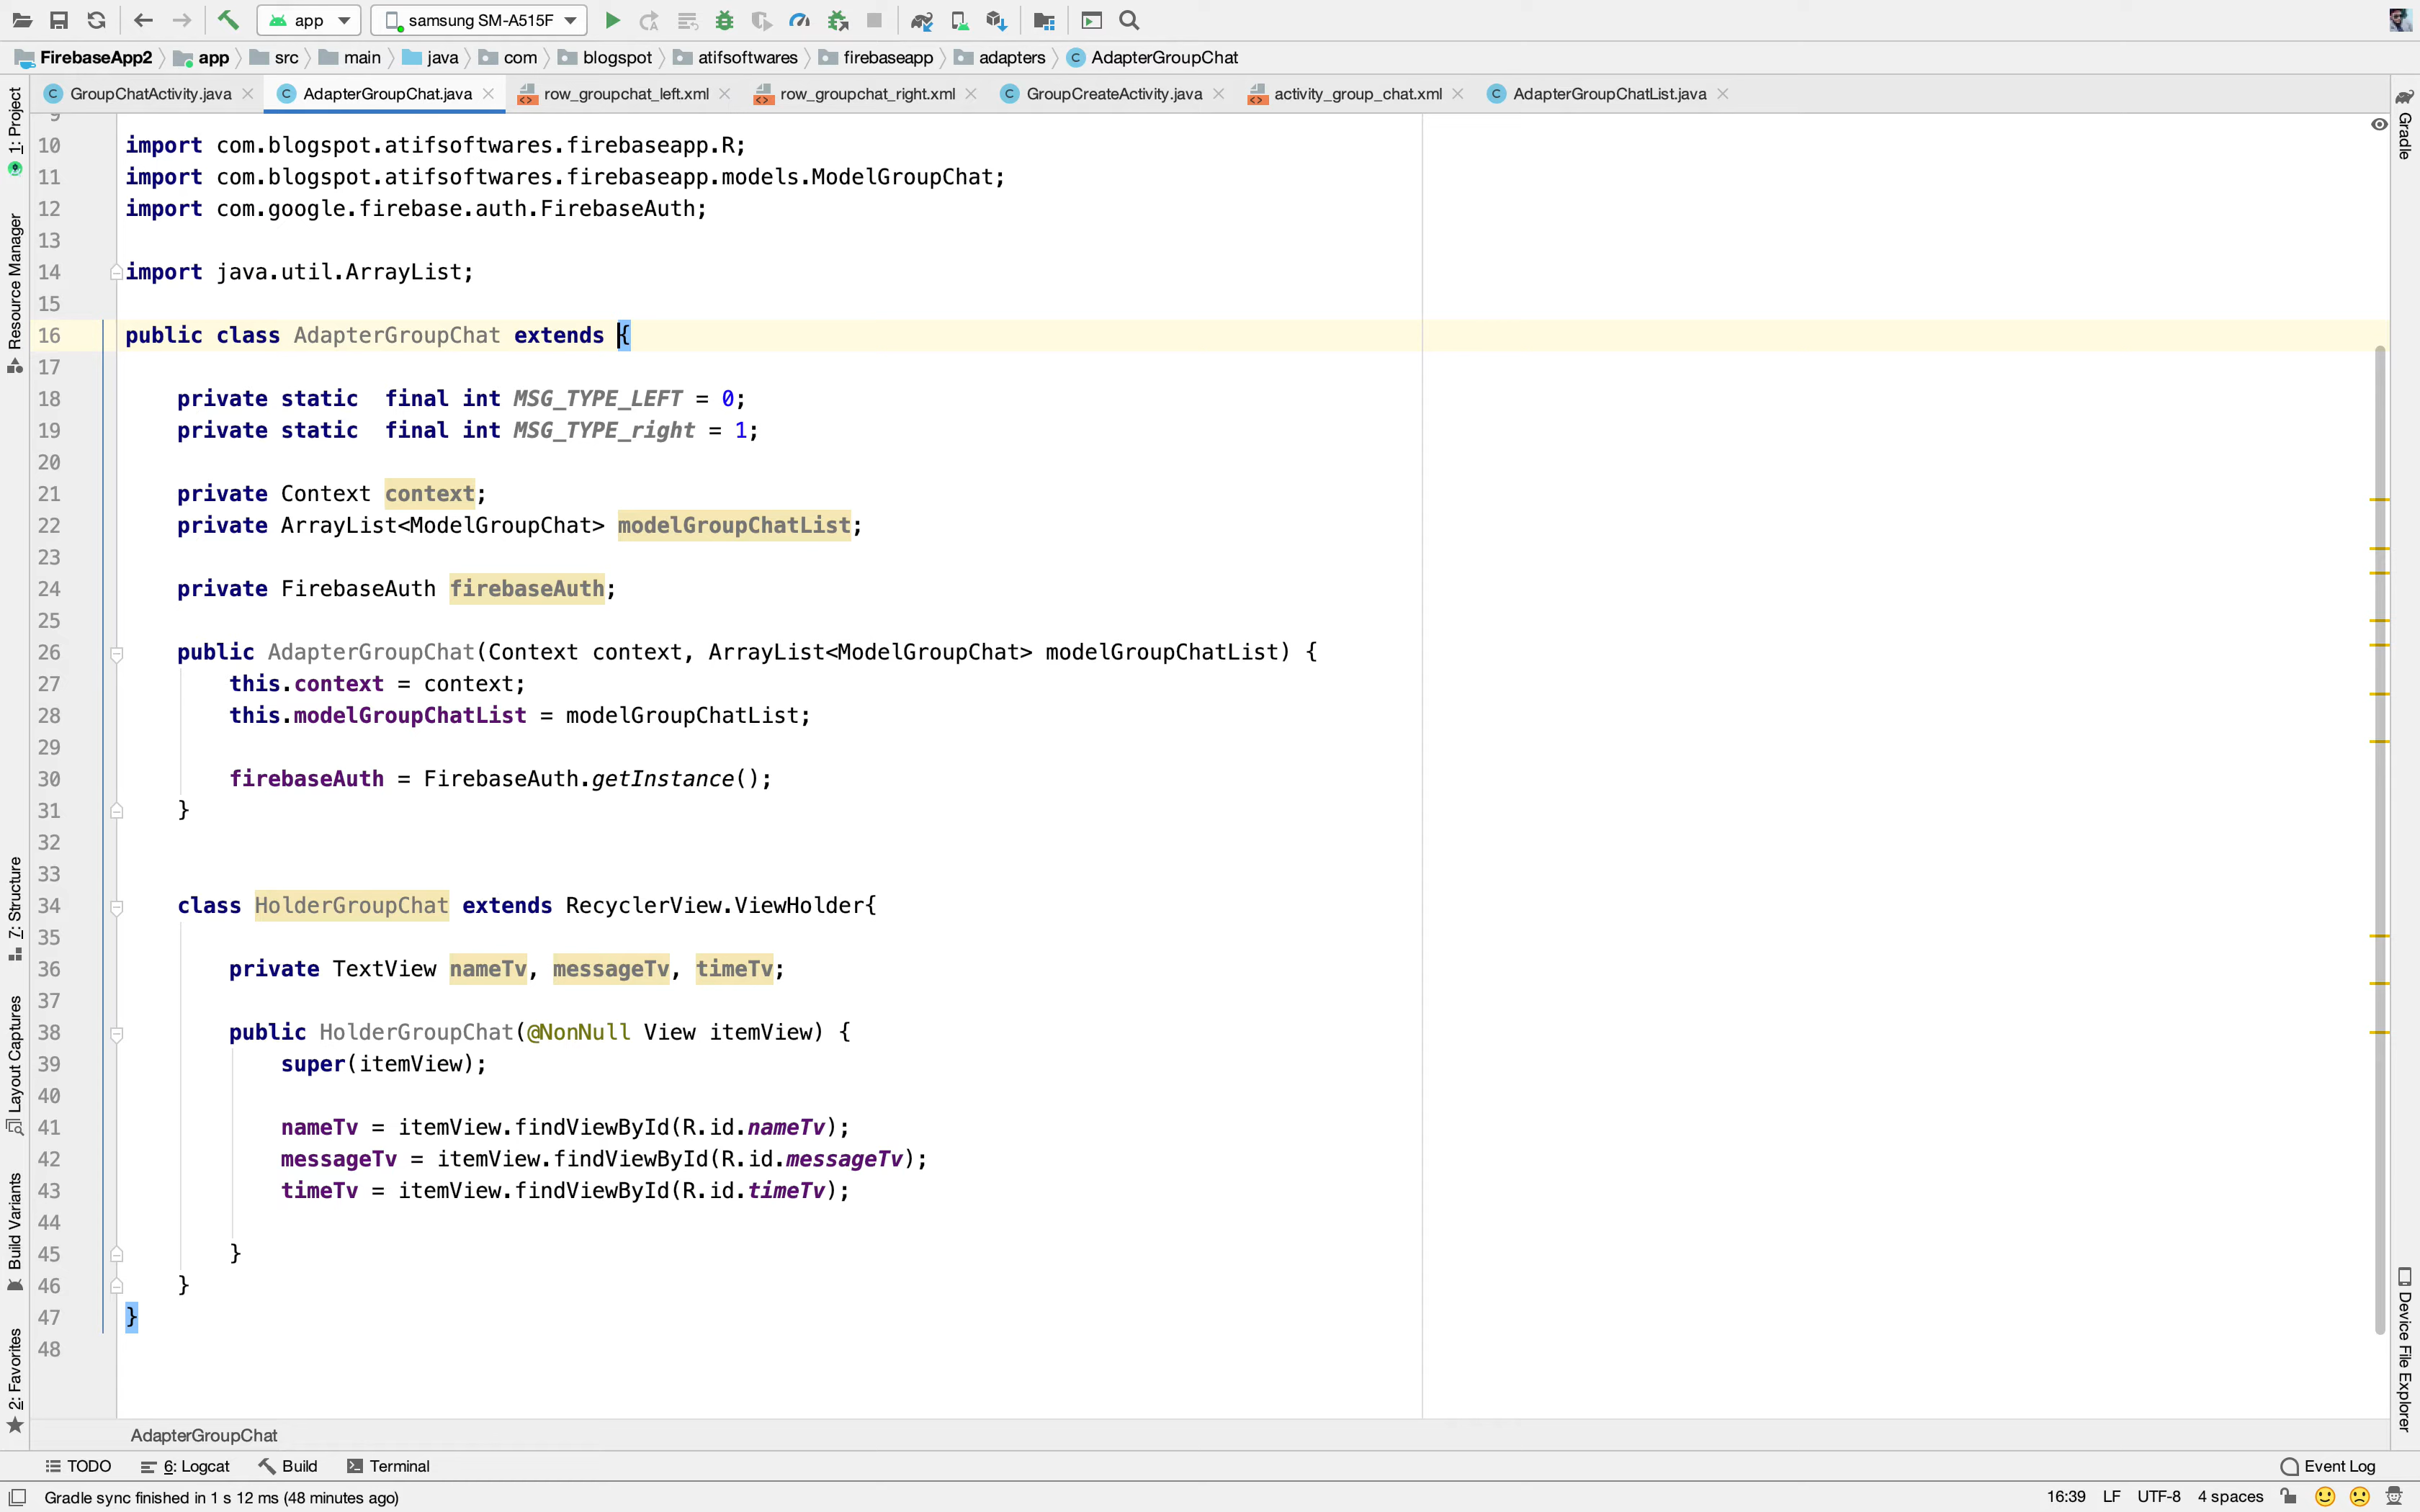 app
samsung SM-A515F
FirebaseApp2 app src main java com blogspot atifsoftwares firebaseapp adapters AdapterGroupChat
GroupChatActivity.java AdapterGroupChat.java row_groupchat_left.xml row_groupchat_right.xml GroupCreateActivity.java activity_group_chat.xml AdapterGroupChatList.java
1: Project
Resource Manager
7: Structure
Layout Captures
Build Variants
2: Favorites
Gradle
Device File Explorer
9
10 import com.blogspot.atifsoftwares.firebaseapp.R;
11 import com.blogspot.atifsoftwares.firebaseapp.models.ModelGroupChat;
12 import com.google.firebase.auth.FirebaseAuth;
13
14 import java.util.ArrayList;
15
16 public class AdapterGroupChat extends {
17
18 private static  final int MSG_TYPE_LEFT = 0;
19 private static  final int MSG_TYPE_right = 1;
20
21 private Context context;
22 private ArrayList<ModelGroupChat> modelGroupChatList;
23
24 private FirebaseAuth firebaseAuth;
25
26 public AdapterGroupChat(Context context, ArrayList<ModelGroupChat> modelGroupChatList) {
27 this.context = context;
28 this.modelGroupChatList = modelGroupChatList;
29
30 firebaseAuth = FirebaseAuth.getInstance();
31 }
32
33
34 class HolderGroupChat extends RecyclerView.ViewHolder{
35
36 private TextView nameTv, messageTv, timeTv;
37
38 public HolderGroupChat(@NonNull View itemView) {
39 super(itemView);
40
41 nameTv = itemView.findViewById(R.id.nameTv);
42 messageTv = itemView.findViewById(R.id.messageTv);
43 timeTv = itemView.findViewById(R.id.timeTv);
44
45 }
46 }
47 }
48
AdapterGroupChat
TODO 6: Logcat Build Terminal Event Log
Gradle sync finished in 1 s 12 ms (48 minutes ago) 16:39 LF UTF-8 4 spaces